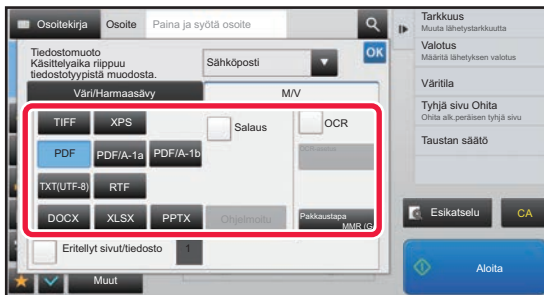 Osoitekirja
Osoite
Paina ja syötä osoite
Tiedostomuoto
Käsittelyaika riippuu
tiedostotyypistä muodosta.
Sähköposti
OK
Väri/Harmaasävy
M/V
TIFF
XPS
Salaus
OCR
PDF
PDF/A-1a
PDF/A-1b
TXT(UTF-8)
RTF
DOCX
XLSX
PPTX
Ohjelmoitu
Pakkaustapa
MMR (G
Eritellyt sivut/tiedosto
1
Muut
Tarkkuus
Muuta lähetystarkkuutta
Valotus
Määritä lähetyksen valotus
Väritila
Tyhjä sivu Ohita
Ohita alk.peräisen tyhjä sivu
Taustan säätö
Esikatselu
CA
Aloita